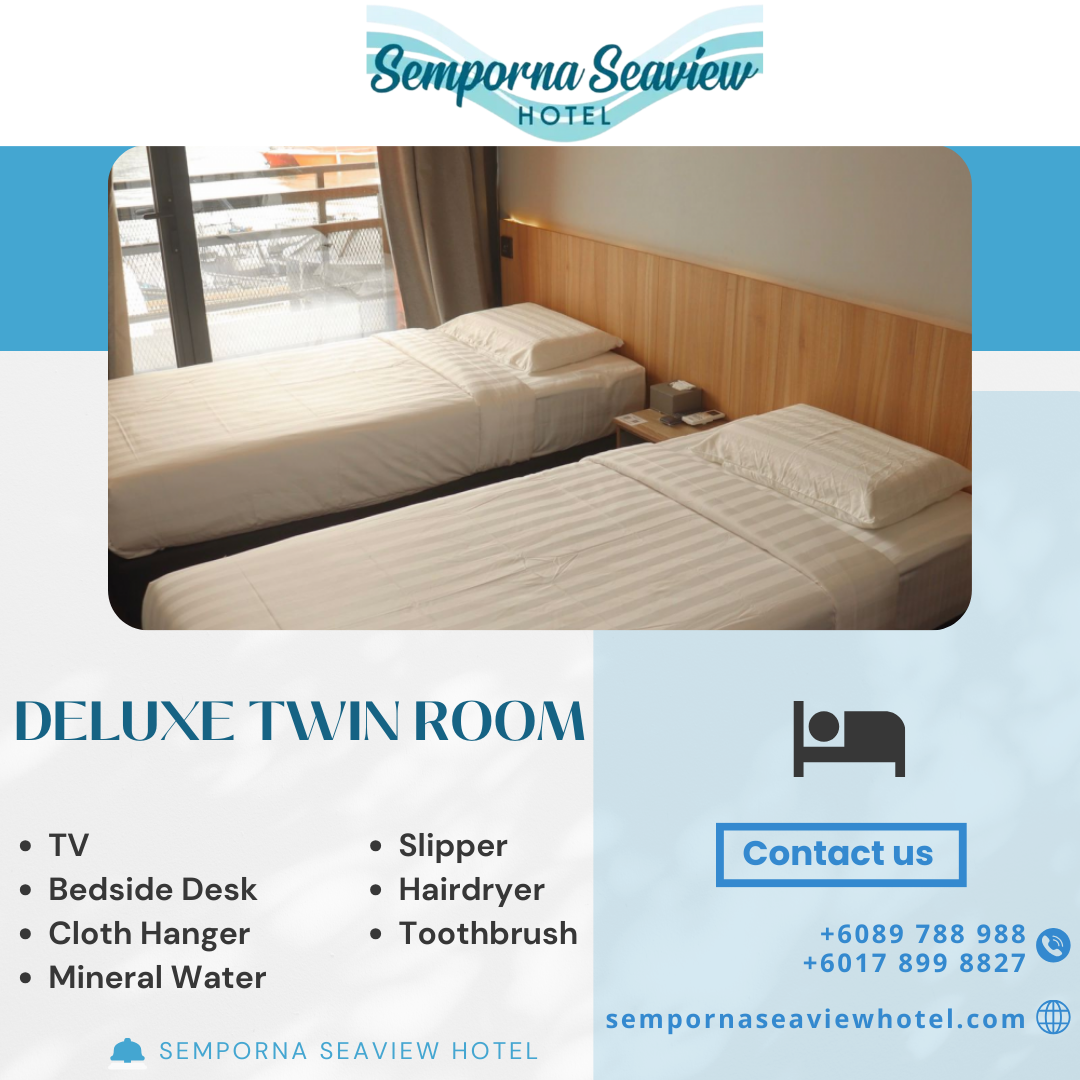 Semporna Seaview
HOTEL
DELUXE TWIN ROOM
TV
Bedside Desk
Cloth Hanger
Mineral Water
Slipper
Hairdryer
Toothbrush
SEMPORNA SEAVIEW HOTEL
Contact us
+6089 788 988
+6017 899 8827
sempornaseaviewhotel.com